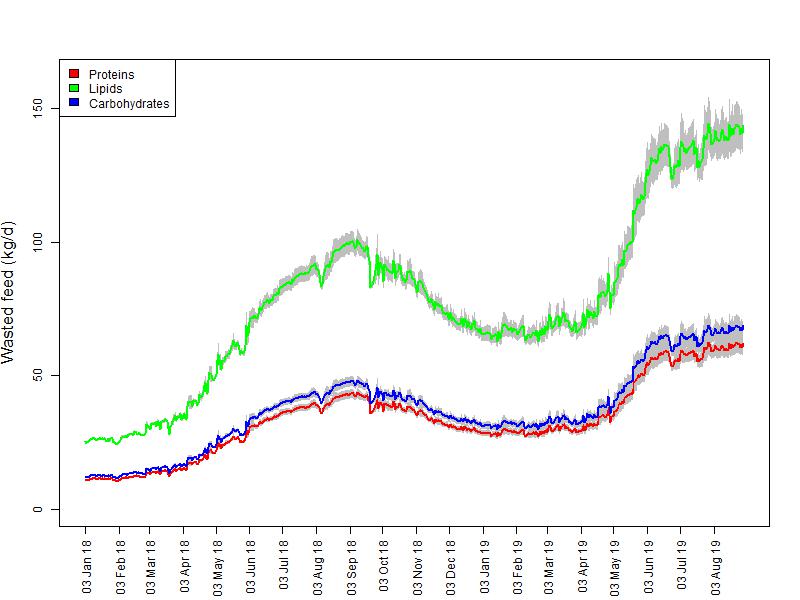 Proteins
Lipids
Carbohydrates
Wasted feed (kg/d)
150
100
50
0
03 Jan 18
03 Feb 18
03 Mar 18
03 Apr 18
03 May 18
03 Jun 18
03 Jul 18
03 Aug 18
03 Sep 18
03 Oct 18
03 Nov 18
03 Dec 18
03 Jan 19
03 Feb 19
03 Mar 19
03 Apr 19
03 May 19
03 Jun 19
03 Jul 19
03 Aug 19